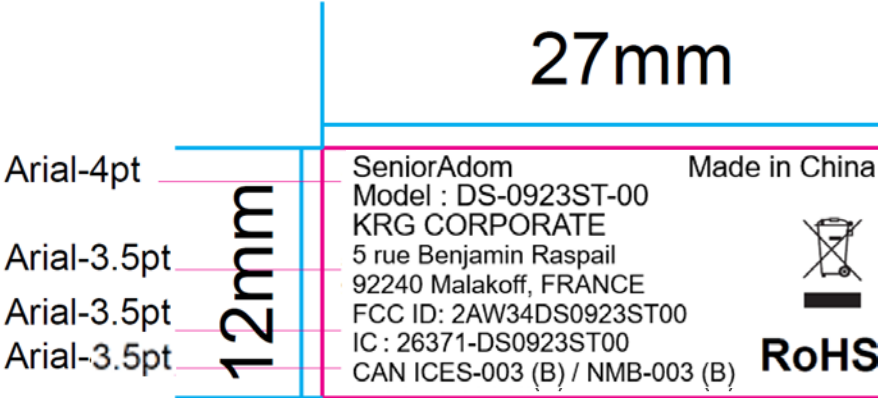 27mm
Arial-4pt
SeniorAdom
Made in China
Model : DS-0923ST-00
KRG CORPORATE
Arial-3.5pt
5 rue Benjamin Raspail
12mm
92240 Malakoff, FRANCE
Arial-3.5pt
FCC ID: 2AW34DS0923ST00
IC : 26371-DS0923ST00
RoHS
Arial-3.5pt
CAN ICES-003 (B) / NMB-003 (B)